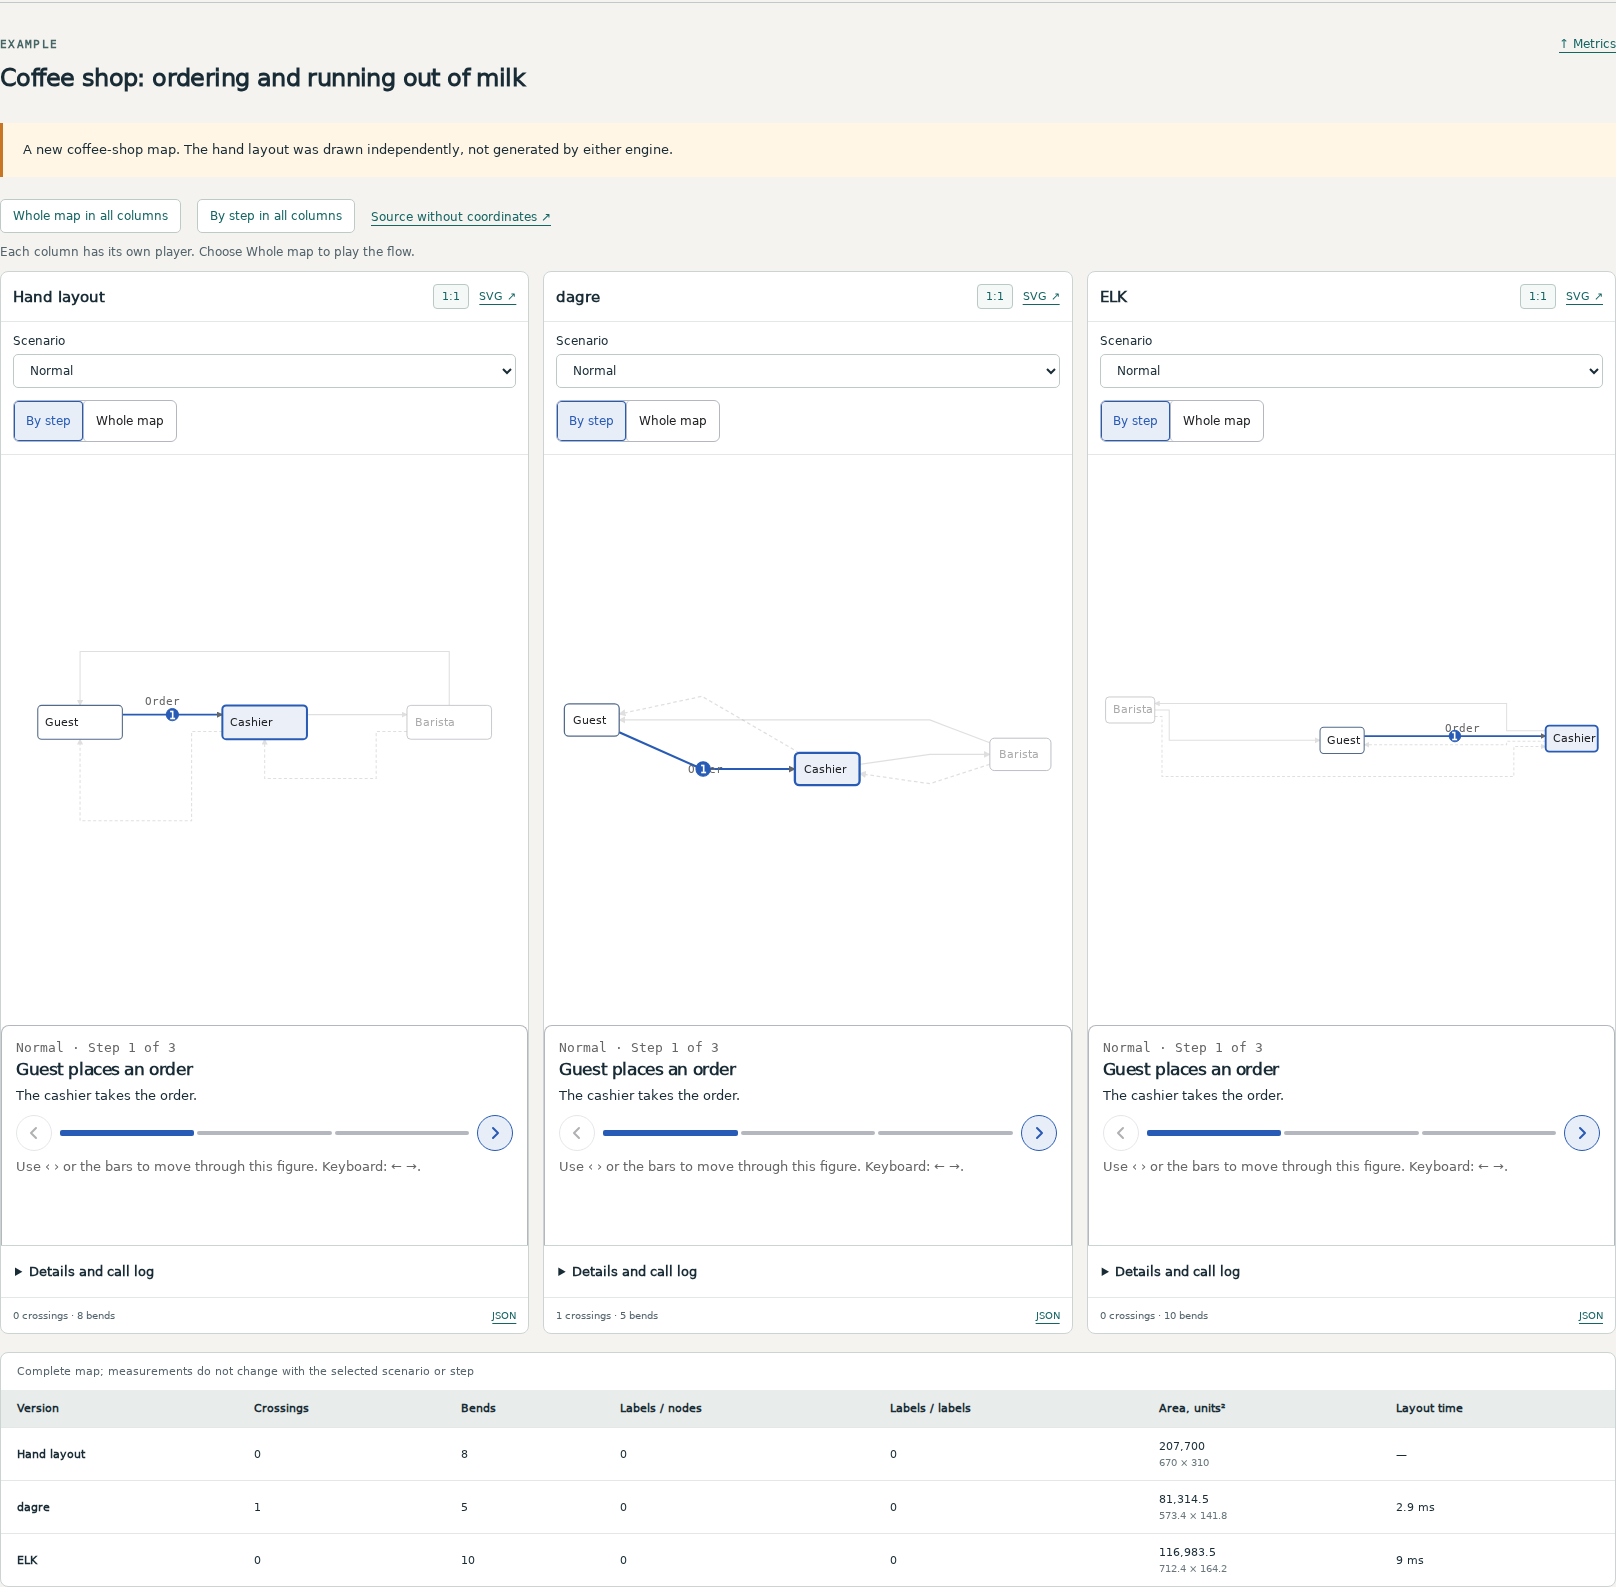 EXAMPLE
↑ Metrics
Coffee shop: ordering and running out of milk
A new coffee-shop map. The hand layout was drawn independently, not generated by either engine.
Whole map in all columns
By step in all columns
Source without coordinates ↗
Each column has its own player. Choose Whole map to play the flow.
Hand layout
1:1
SVG ↗
Scenario
Normal
By step
Whole map
Order
1
Guest
Cashier
Barista
Normal · Step 1 of 3
Guest places an order
The cashier takes the order.
Use ‹ › or the bars to move through this figure. Keyboard: ← →.
▶ Details and call log
0 crossings · 8 bends
JSON
dagre
1:1
SVG ↗
Scenario
Normal
By step
Whole map
Guest
1
Cashier
Barista
Normal · Step 1 of 3
Guest places an order
The cashier takes the order.
Use ‹ › or the bars to move through this figure. Keyboard: ← →.
▶ Details and call log
1 crossings · 5 bends
JSON
ELK
1:1
SVG ↗
Scenario
Normal
By step
Whole map
Barista
Order
Guest
1
Cashier
Normal · Step 1 of 3
Guest places an order
The cashier takes the order.
Use ‹ › or the bars to move through this figure. Keyboard: ← →.
▶ Details and call log
0 crossings · 10 bends
JSON
Complete map; measurements do not change with the selected scenario or step
Version Crossings Bends Labels / nodes Labels / labels Area, units² Layout time
Hand layout 0 8 0 0 207,700 —
670 × 310
dagre 1 5 0 0 81,314.5 2.9 ms
573.4 × 141.8
ELK 0 10 0 0 116,983.5 9 ms
712.4 × 164.2